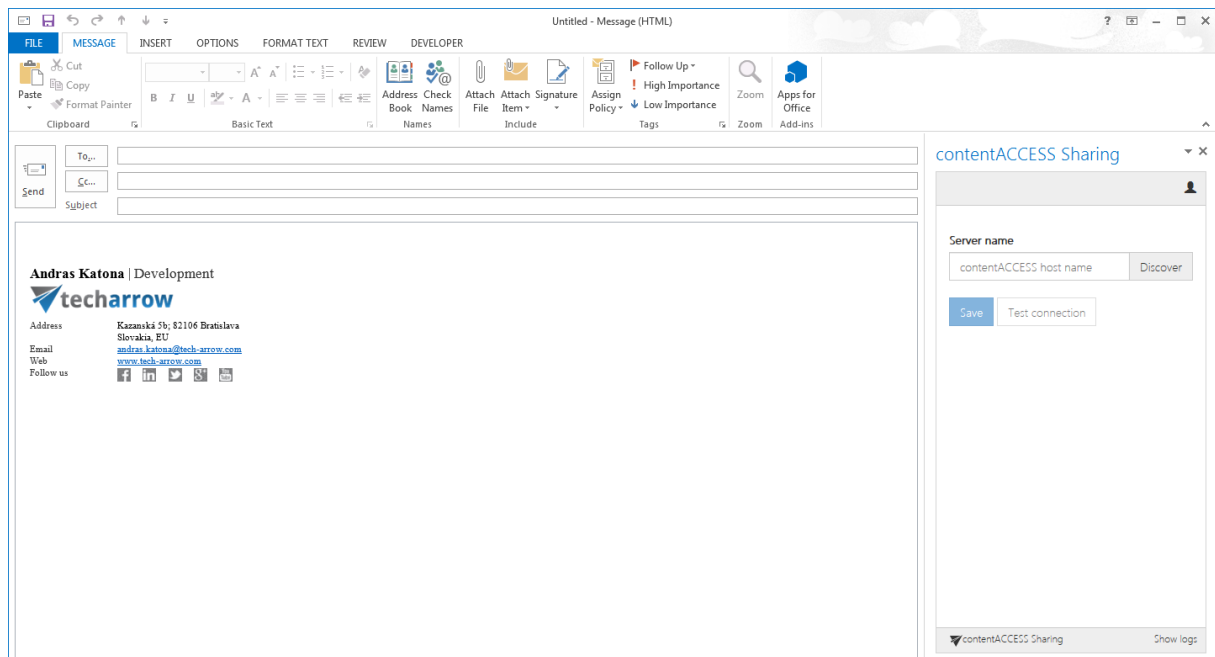 Untitled - Message (HTML)
FILE MESSAGE INSERT OPTIONS FORMAT TEXT REVIEW DEVELOPER
Paste
Cut
Copy
Format Painter
Clipboard
B I U
A
Basic Text
Address Book
Check Names
Names
Attach File
Attach Item
Signature
Include
Assign Policy
Follow Up
High Importance
Low Importance
Tags
Zoom
Zoom
Apps for Office
Add-ins
Send
To...
Cc...
Subject
Andras Katona | Development
techarrow
Address Kazanská 5b; 82106 Bratislava
Slovakia, EU
Email andras.katona@tech-arrow.com
Web www.tech-arrow.com
Follow us
contentACCESS Sharing
Server name
contentACCESS host name Discover
Save Test connection
contentACCESS Sharing Show logs